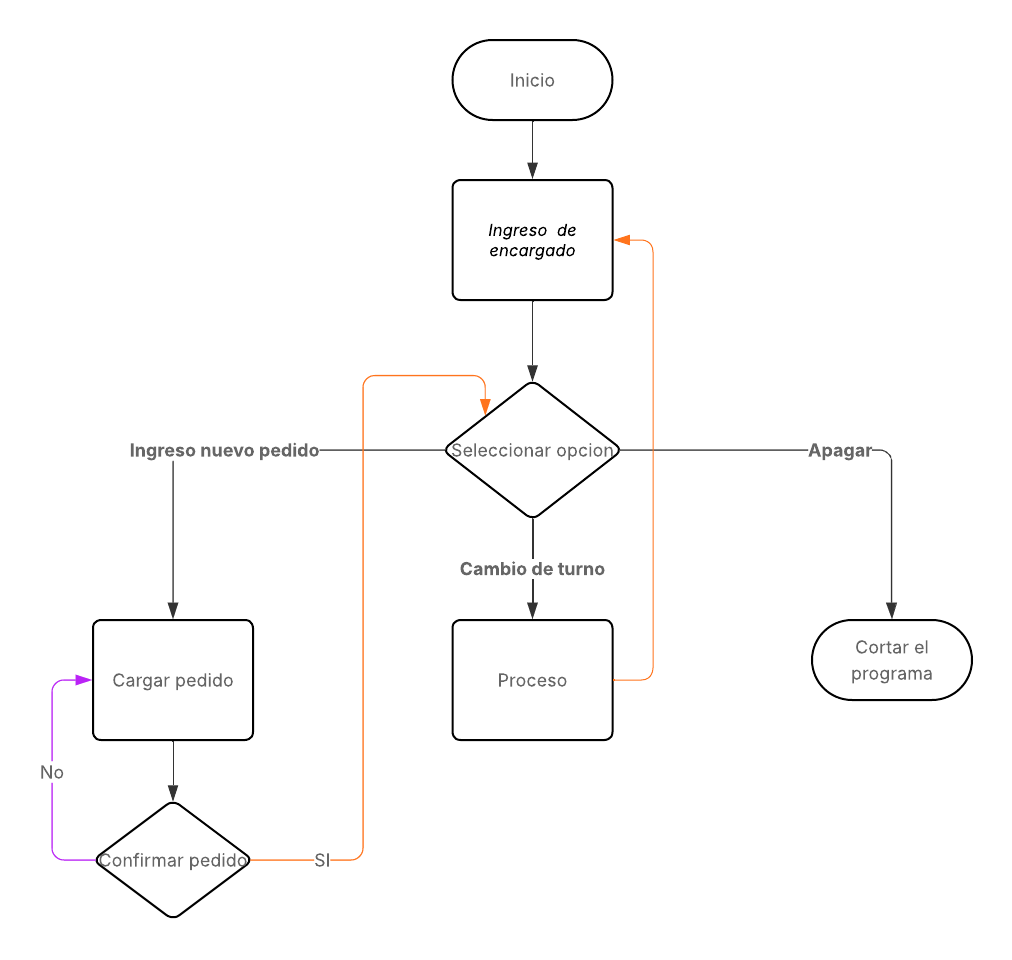 Inicio
Ingreso de
encargado
Ingreso nuevo pedido
Seleccionar opcion
Apagar
Cambio de turno
Cargar pedido
Proceso
Cortar el
programa
No
Confirmar pedido
SI